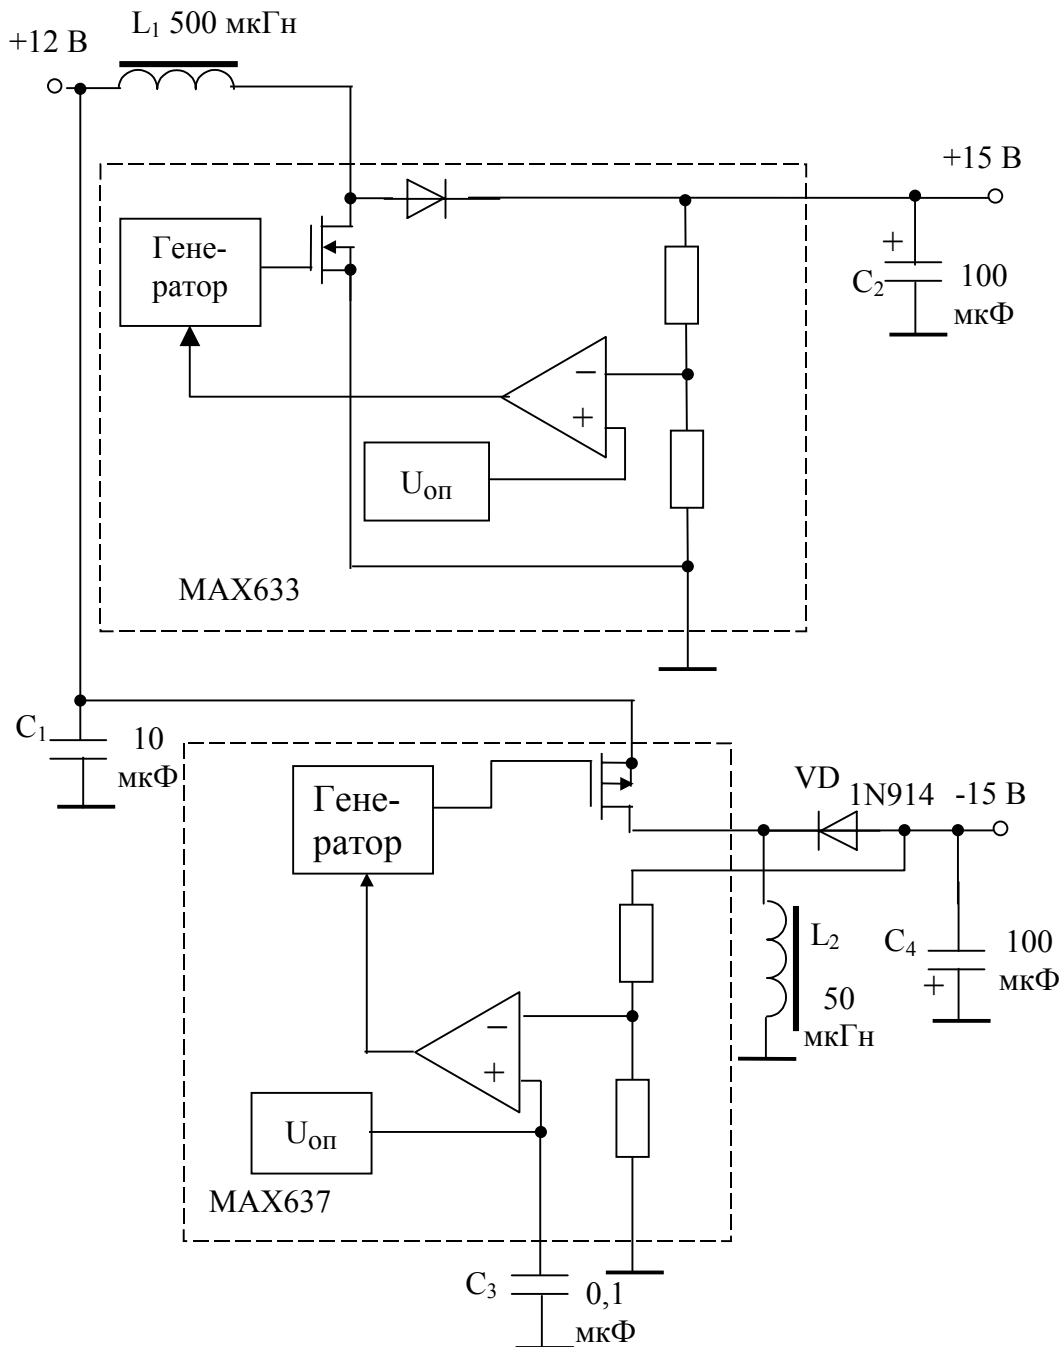 L₁ 500 мкГн
+12 В
+15 В
Гене-
ратор
+
C₂
100
мкФ
−
+
Uоп
MAX633
C₁
10
мкФ
VD
1N914
-15 В
Гене-
ратор
L₂
50
мкГн
C₄
100
мкФ
+
−
+
Uоп
MAX637
C₃
0,1
мкФ